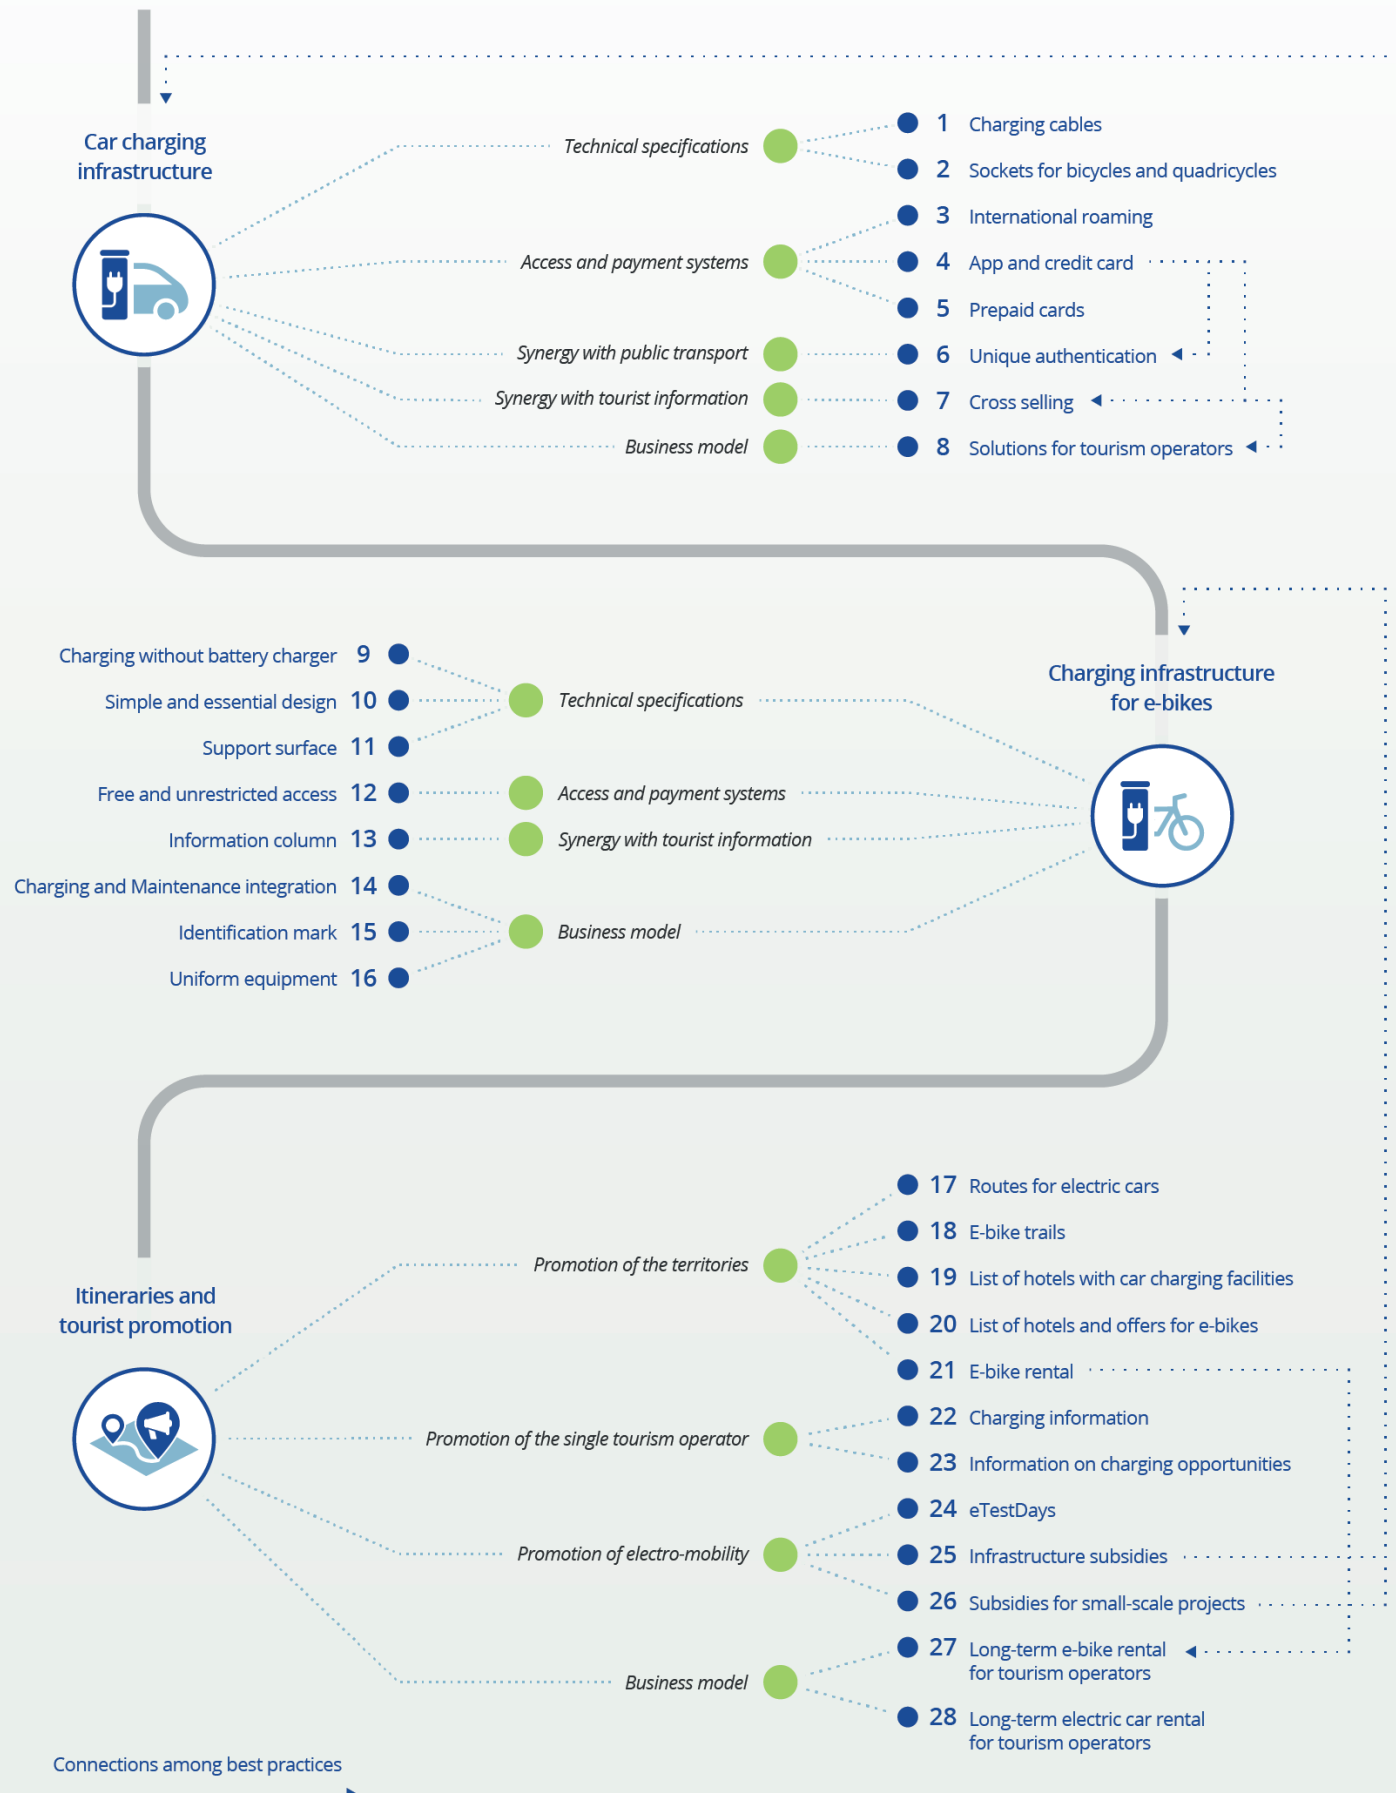 Car charging
infrastructure
Technical specifications
1 Charging cables
2 Sockets for bicycles and quadricycles
Access and payment systems
3 International roaming
4 App and credit card
5 Prepaid cards
Synergy with public transport
6 Unique authentication
Synergy with tourist information
7 Cross selling
Business model
8 Solutions for tourism operators
Charging infrastructure
for e-bikes
Charging without battery charger 9
Simple and essential design 10
Technical specifications
Support surface 11
Free and unrestricted access 12
Access and payment systems
Information column 13
Synergy with tourist information
Charging and Maintenance integration 14
Identification mark 15
Business model
Uniform equipment 16
Itineraries and
tourist promotion
Promotion of the territories
17 Routes for electric cars
18 E-bike trails
19 List of hotels with car charging facilities
20 List of hotels and offers for e-bikes
21 E-bike rental
Promotion of the single tourism operator
22 Charging information
23 Information on charging opportunities
Promotion of electro-mobility
24 eTestDays
25 Infrastructure subsidies
26 Subsidies for small-scale projects
Business model
27 Long-term e-bike rental
for tourism operators
28 Long-term electric car rental
for tourism operators
Connections among best practices